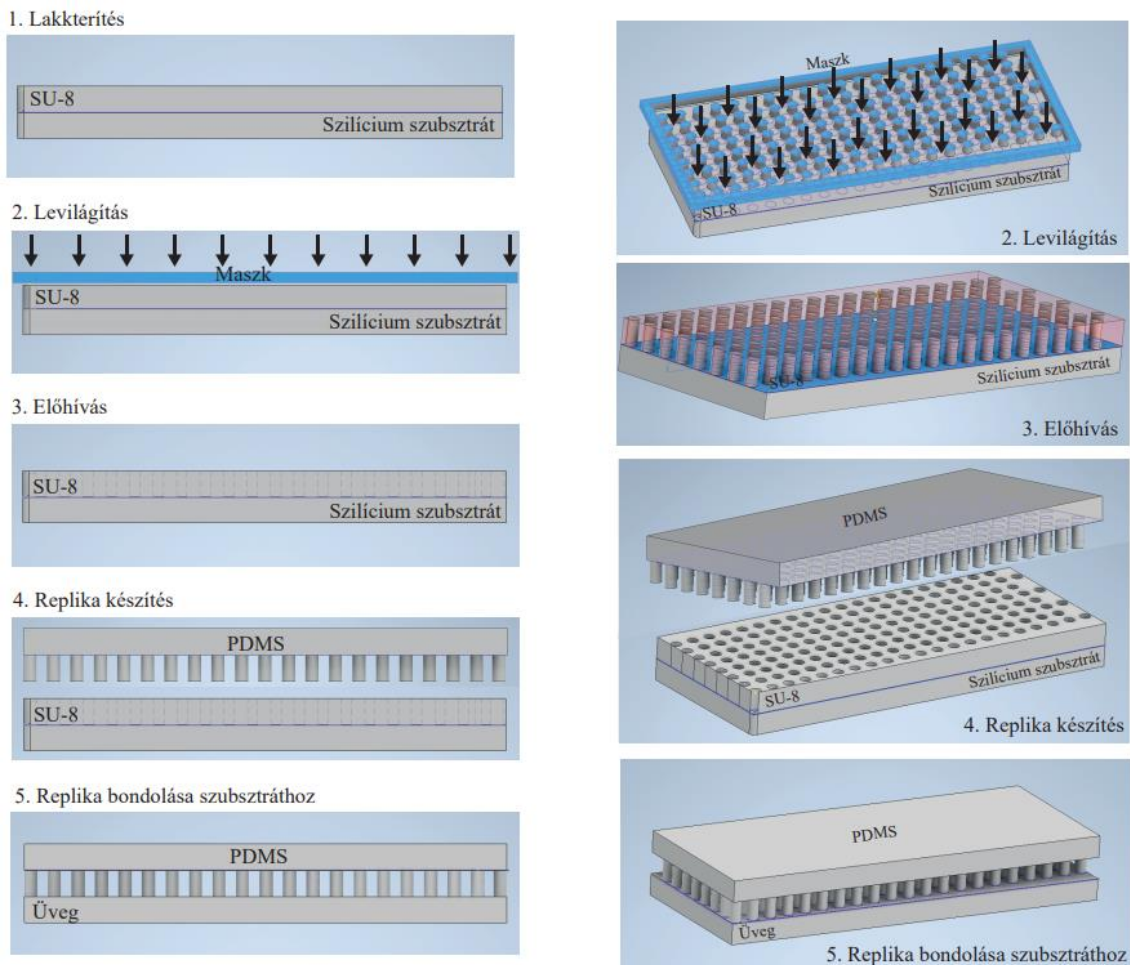 1. Lakkterítés
SU-8
Szilícium szubsztrát
2. Levilágítás
Maszk
SU-8
Szilícium szubsztrát
3. Előhívás
SU-8
Szilícium szubsztrát
4. Replika készítés
PDMS
SU-8
5. Replika bondolása szubsztráthoz
PDMS
Üveg
Maszk
SU-8
Szilícium szubsztrát
2. Levilágítás
SU-8
Szilícium szubsztrát
3. Előhívás
PDMS
SU-8
Szilícium szubsztrát
4. Replika készítés
PDMS
Üveg
5. Replika bondolása szubsztráthoz